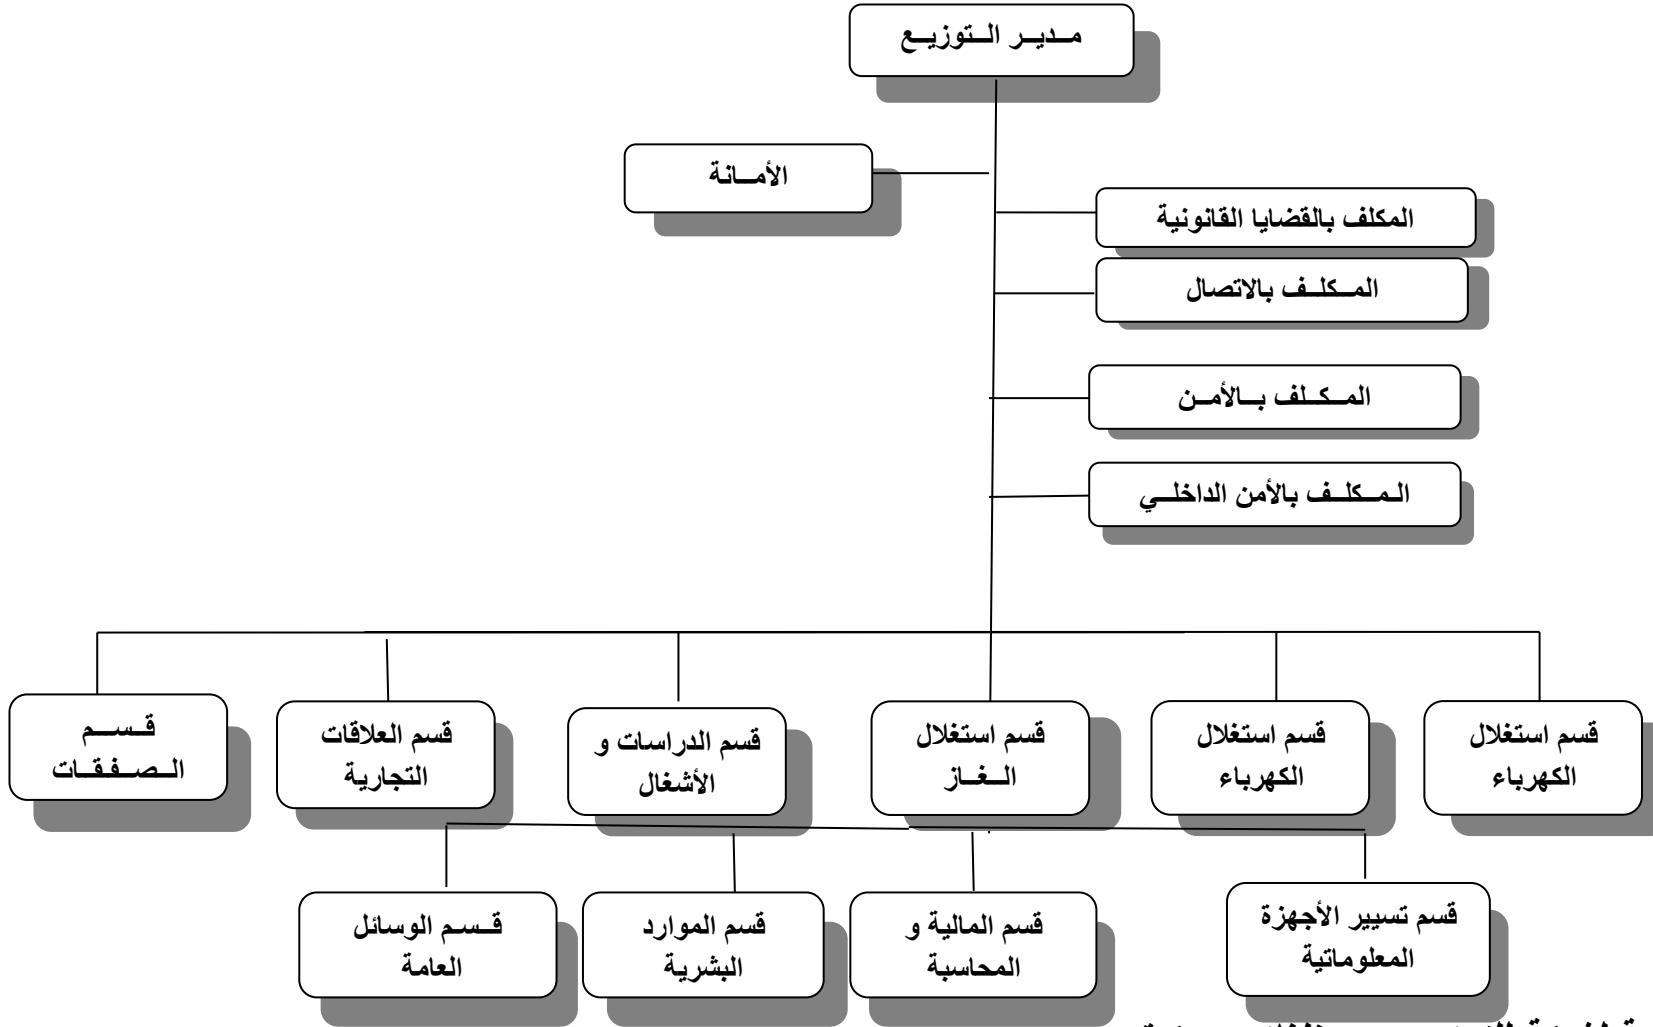 مدير التوزيع
الأمانة
المكلف بالقضايا القانونية
المكلف بالاتصال
المكلف بالأمن
المكلف بالأمن الداخلي
قسم استغلال
الكهرباء
قسم استغلال
الكهرباء
قسم استغلال
الغاز
قسم الدراسات و
الأشغال
قسم العلاقات
التجارية
قسم
الصفقات
قسم تسيير الأجهزة
المعلوماتية
قسم المالية و
المحاسبة
قسم الموارد
البشرية
قسم الوسائل
العامة